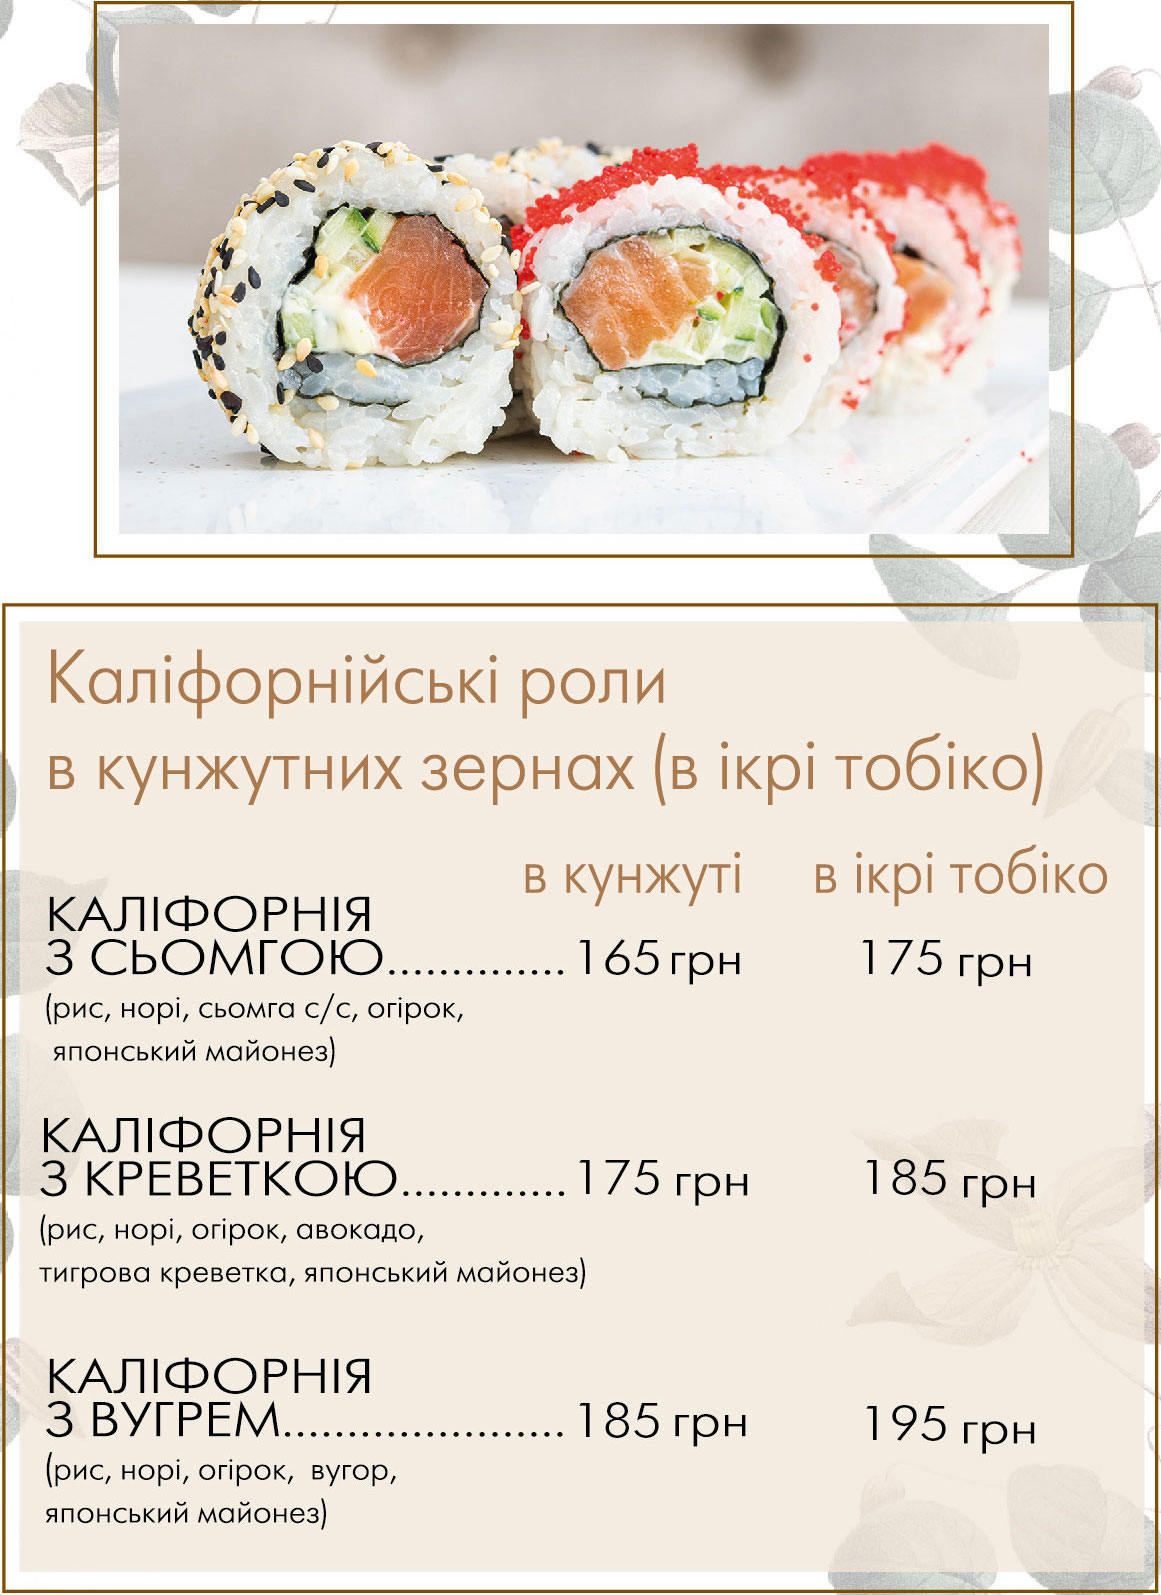 Каліфорнійські роли
в кунжутних зернах (в ікрі тобіко)
в кунжуті в ікрі тобіко
КАЛІФОРНІЯ
З СЬОМГОЮ.............. 165 грн 175 грн
(рис, норі, сьомга с/с, огірок,
японський майонез)
КАЛІФОРНІЯ
З КРЕВЕТКОЮ............. 175 грн 185 грн
(рис, норі, огірок, авокадо,
тигрова креветка, японський майонез)
КАЛІФОРНІЯ
З ВУГРЕМ...................... 185 грн 195 грн
(рис, норі, огірок, вугор,
японський майонез)